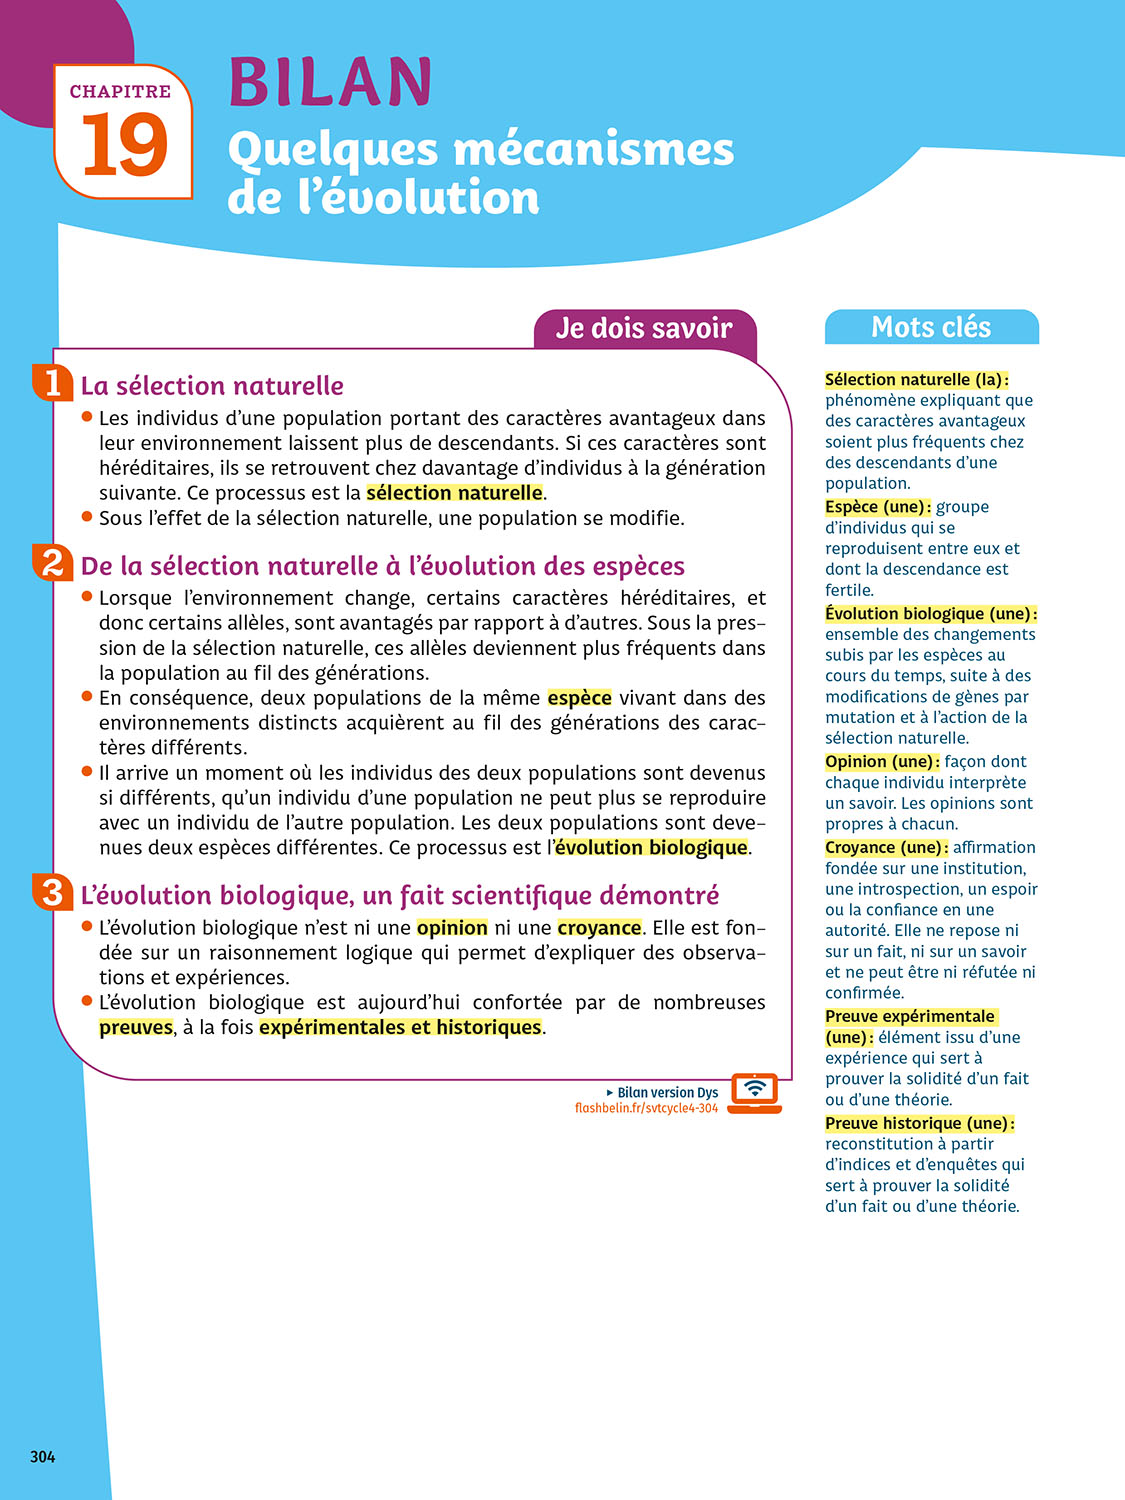 CHAPITRE
19
BILAN
Quelques mécanismes
de l’évolution
Je dois savoir
1 La sélection naturelle
• Les individus d’une population portant des caractères avantageux dans
leur environnement laissent plus de descendants. Si ces caractères sont
héréditaires, ils se retrouvent chez davantage d’individus à la génération
suivante. Ce processus est la sélection naturelle.
• Sous l’effet de la sélection naturelle, une population se modifie.
2 De la sélection naturelle à l’évolution des espèces
• Lorsque l’environnement change, certains caractères héréditaires, et
donc certains allèles, sont avantagés par rapport à d’autres. Sous la pres-
sion de la sélection naturelle, ces allèles deviennent plus fréquents dans
la population au fil des générations.
• En conséquence, deux populations de la même espèce vivant dans des
environnements distincts acquièrent au fil des générations des carac-
tères différents.
• Il arrive un moment où les individus des deux populations sont devenus
si différents, qu’un individu d’une population ne peut plus se reproduire
avec un individu de l’autre population. Les deux populations sont deve-
nues deux espèces différentes. Ce processus est l’évolution biologique.
3 L’évolution biologique, un fait scientifique démontré
• L’évolution biologique n’est ni une opinion ni une croyance. Elle est fon-
dée sur un raisonnement logique qui permet d’expliquer des observa-
tions et expériences.
• L’évolution biologique est aujourd’hui confortée par de nombreuses
preuves, à la fois expérimentales et historiques.
▸ Bilan version Dys
flashbelin.fr/svtcycle4-304
Mots clés
Sélection naturelle (la) :
phénomène expliquant que
des caractères avantageux
soient plus fréquents chez
des descendants d’une
population.
Espèce (une) : groupe
d’individus qui se
reproduisent entre eux et
dont la descendance est
fertile.
Évolution biologique (une) :
ensemble des changements
subis par les espèces au
cours du temps, suite à des
modifications de gènes par
mutation et à l’action de la
sélection naturelle.
Opinion (une) : façon dont
chaque individu interprète
un savoir. Les opinions sont
propres à chacun.
Croyance (une) : affirmation
fondée sur une institution,
une introspection, un espoir
ou la confiance en une
autorité. Elle ne repose ni
sur un fait, ni sur un savoir
et ne peut être ni réfutée ni
confirmée.
Preuve expérimentale
(une) : élément issu d’une
expérience qui sert à
prouver la solidité d’un fait
ou d’une théorie.
Preuve historique (une) :
reconstitution à partir
d’indices et d’enquêtes qui
sert à prouver la solidité
d’un fait ou d’une théorie.
304